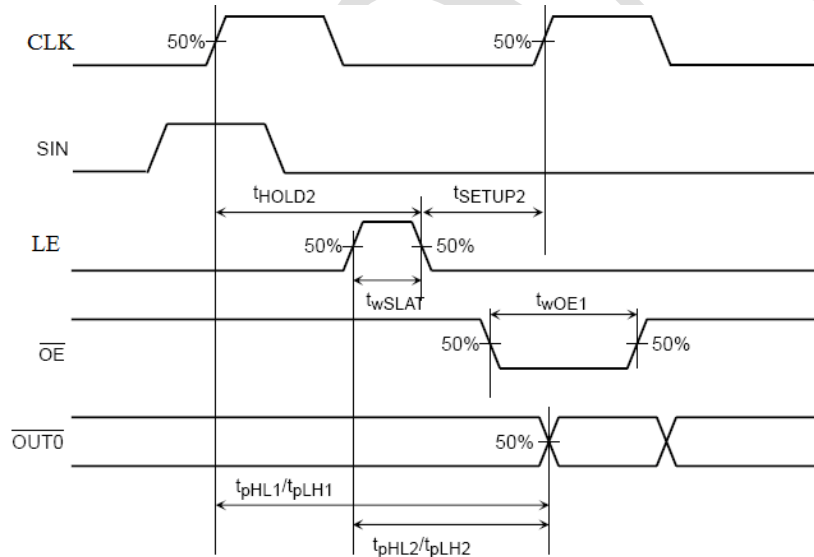 CLK 50% 50%
SIN
tHOLD2 tSETUP2
LE 50% 50%
twSLAT twOE1
OE 50% 50%
OUT0 50%
tpHL1/tpLH1
tpHL2/tpLH2